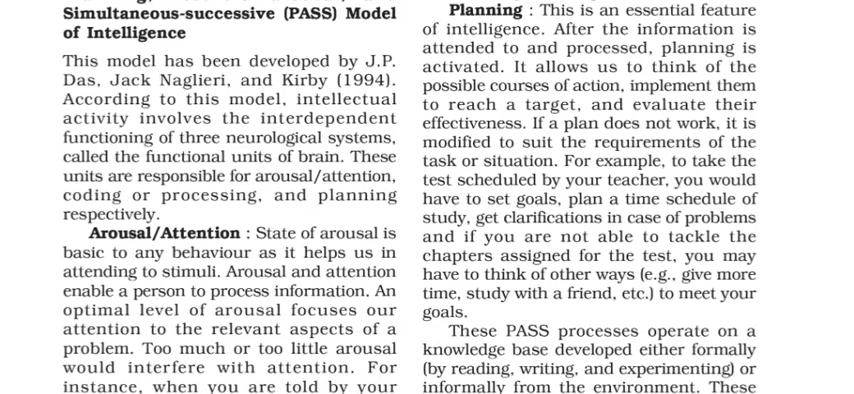 Simultaneous-successive (PASS) Model
of Intelligence
This model has been developed by J.P.
Das, Jack Naglieri, and Kirby (1994).
According to this model, intellectual
activity involves the interdependent
functioning of three neurological systems,
called the functional units of brain. These
units are responsible for arousal/attention,
coding or processing, and planning
respectively.
Arousal/Attention : State of arousal is
basic to any behaviour as it helps us in
attending to stimuli. Arousal and attention
enable a person to process information. An
optimal level of arousal focuses our
attention to the relevant aspects of a
problem. Too much or too little arousal
would interfere with attention. For
instance, when you are told by your
Planning : This is an essential feature
of intelligence. After the information is
attended to and processed, planning is
activated. It allows us to think of the
possible courses of action, implement them
to reach a target, and evaluate their
effectiveness. If a plan does not work, it is
modified to suit the requirements of the
task or situation. For example, to take the
test scheduled by your teacher, you would
have to set goals, plan a time schedule of
study, get clarifications in case of problems
and if you are not able to tackle the
chapters assigned for the test, you may
have to think of other ways (e.g., give more
time, study with a friend, etc.) to meet your
goals.
These PASS processes operate on a
knowledge base developed either formally
(by reading, writing, and experimenting) or
informally from the environment. These